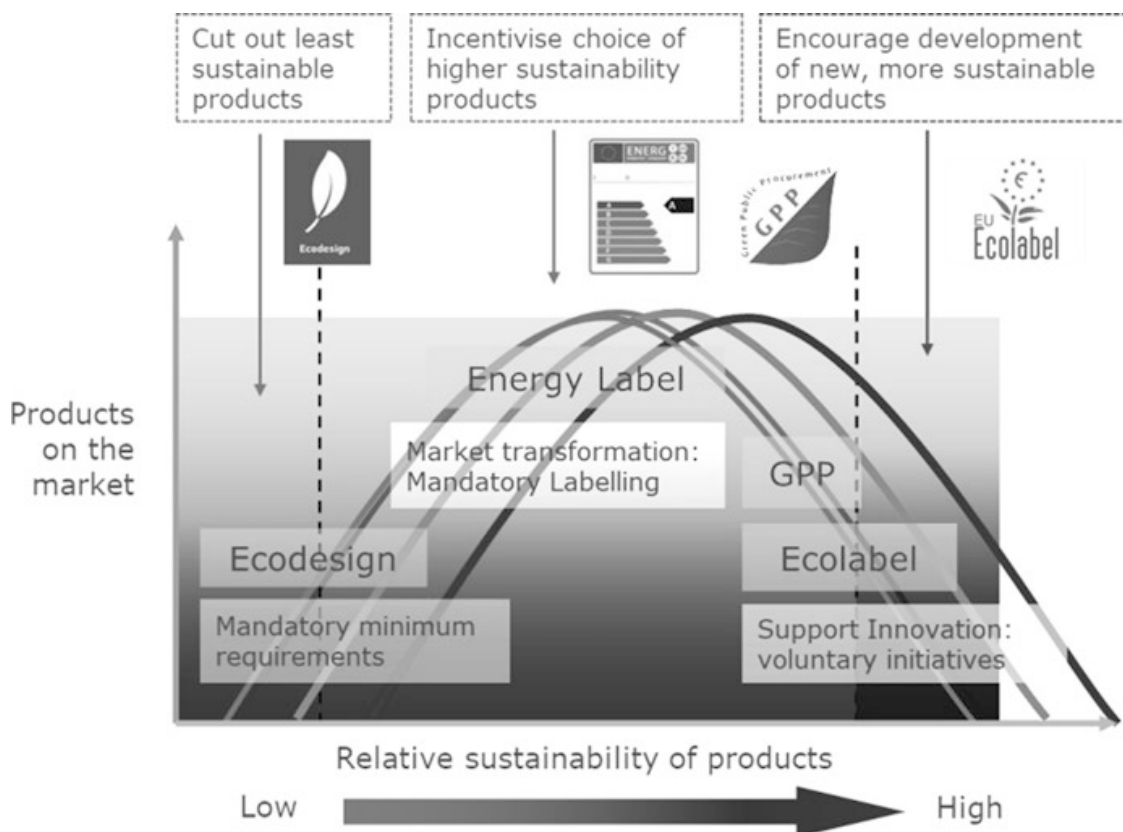 Cut out least
sustainable
products
Incentivise choice of
higher sustainability
products
Encourage development
of new, more sustainable
products
Ecodesign
ENERG
A
B
C
D
E
F
G
A
Green Public Procurement
GPP
EU
Ecolabel
Products
on the
market
Energy Label
Market transformation:
Mandatory Labelling
GPP
Ecodesign
Ecolabel
Mandatory minimum
requirements
Support Innovation:
voluntary initiatives
Relative sustainability of products
Low
High